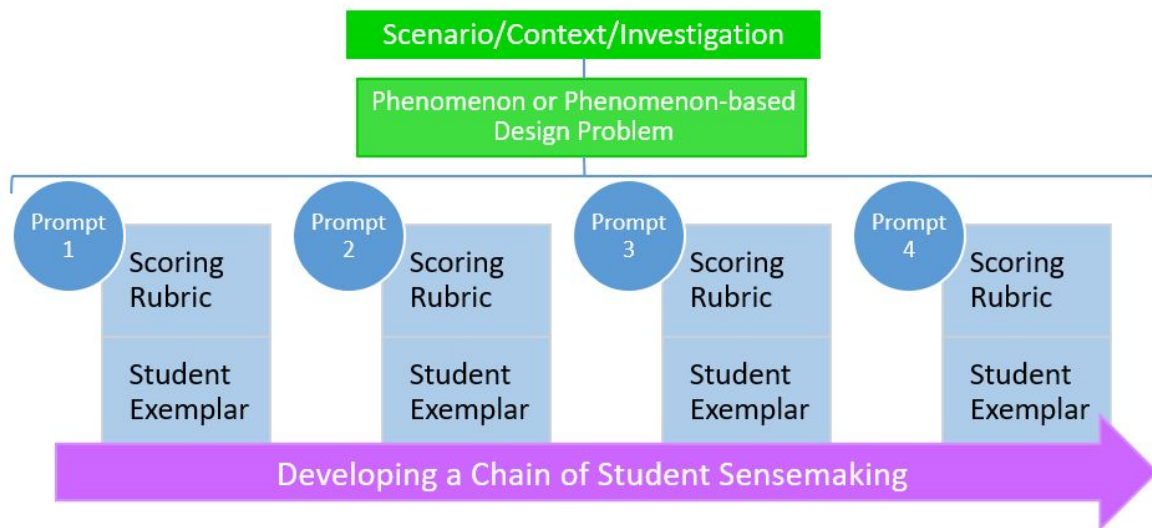 Scenario/Context/Investigation
Phenomenon or Phenomenon-based
Design Problem
Prompt
1
Scoring
Rubric
Student
Exemplar
Prompt
2
Scoring
Rubric
Student
Exemplar
Prompt
3
Scoring
Rubric
Student
Exemplar
Prompt
4
Scoring
Rubric
Student
Exemplar
Developing a Chain of Student Sensemaking